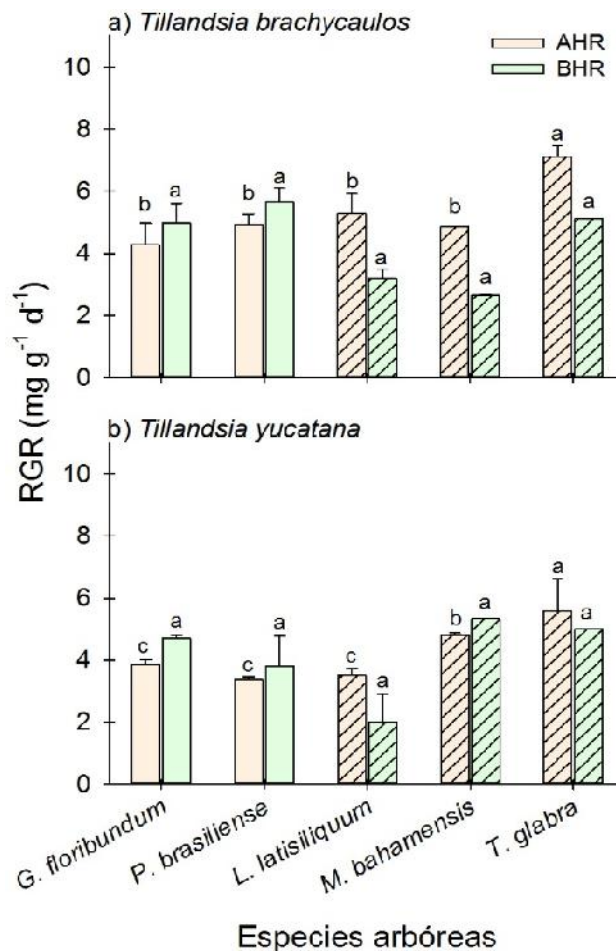 a) Tillandsia brachycaulos
AHR
BHR
10
8
6
4
2
0
b a b a b a b a a a
b) Tillandsia yucatana
10
8
6
4
2
0
c a c a c a b a a a
RGR (mg g⁻¹ d⁻¹)
G. floribundum
P. brasiliense
L. latisiliquum
M. bahamensis
T. glabra
Especies arbóreas